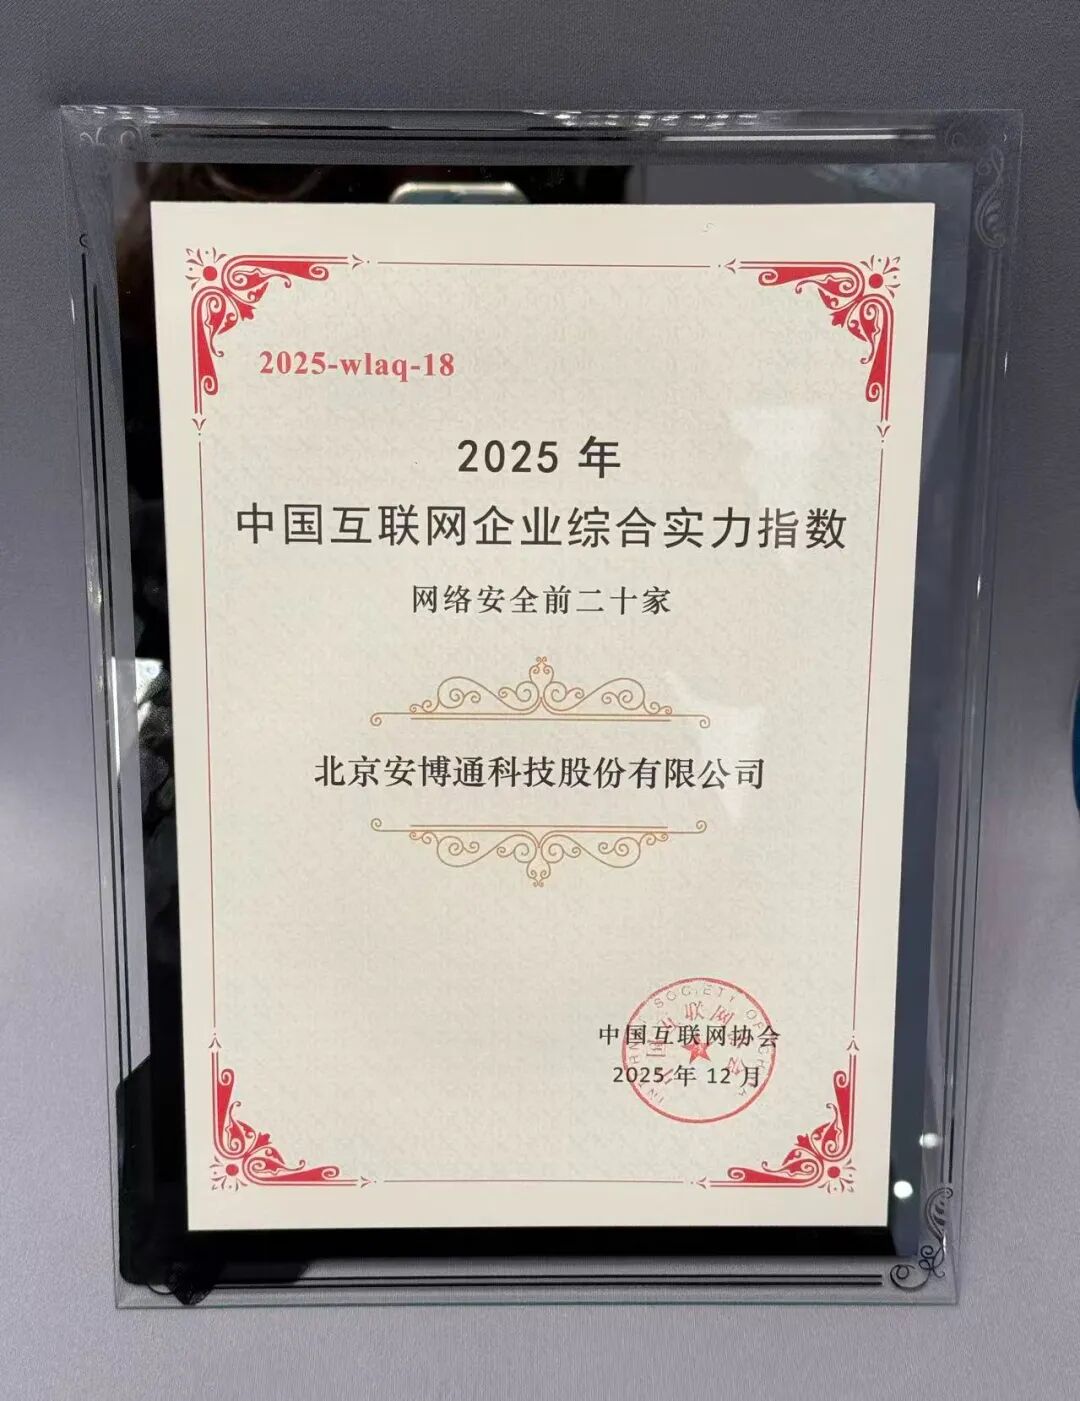 2025-wlaq-18
2025 年
中国互联网企业综合实力指数
网络安全前二十家
北京安博通科技股份有限公司
中国互联网协会
2025 年 12 月